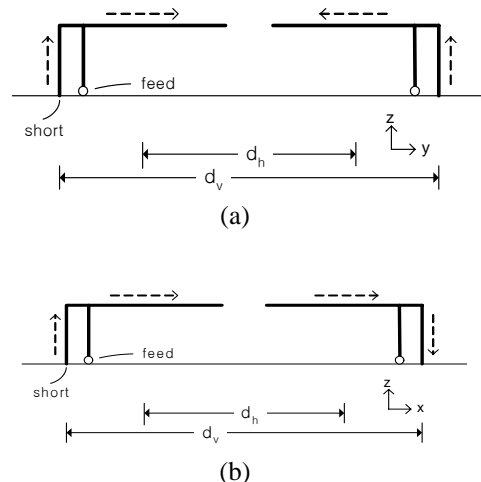 feed
short
z
y
d_h
d_v
(a)
feed
short
z
x
d_h
d_v
(b)